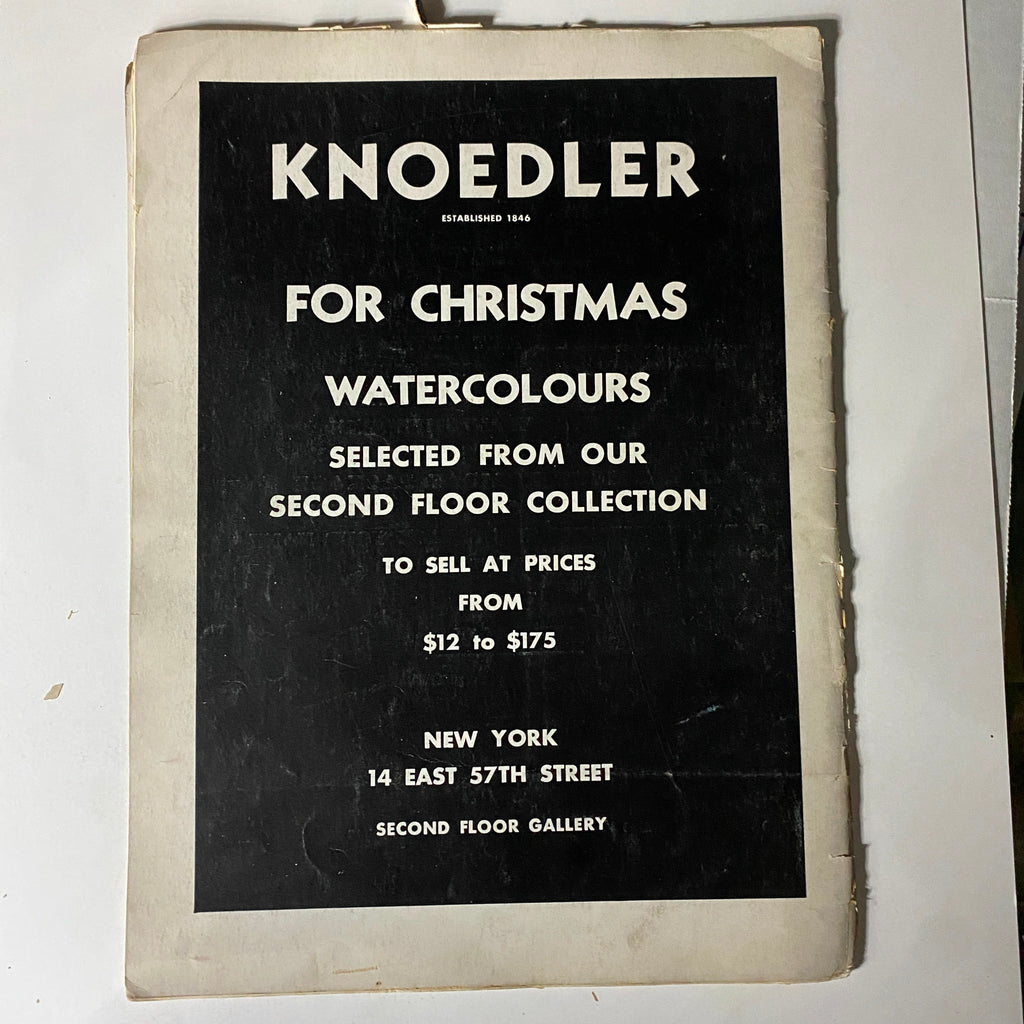 KNOEDLER
ESTABLISHED 1846
FOR CHRISTMAS
WATERCOLOURS
SELECTED FROM OUR
SECOND FLOOR COLLECTION
TO SELL AT PRICES
FROM
$12 to $175
NEW YORK
14 EAST 57TH STREET
SECOND FLOOR GALLERY